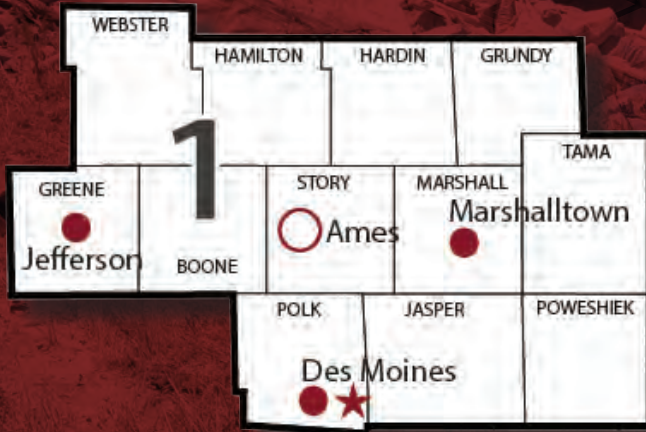 WEBSTER
HAMILTON HARDIN GRUNDY
1
TAMA
GREENE STORY MARSHALL
Marshalltown
Ames
Jefferson
BOONE
POLK JASPER POWESHIEK
Des Moines